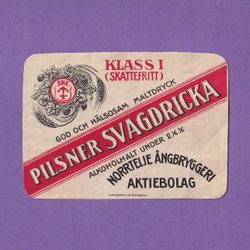 KLASS I
(SKATTEFRITT)
GOD OCH HÄLSOSAM MALTDRYCK
PILSNER SVAGDRICKA
ALKOHOLHALT UNDER 2¼ %
NORRTELJE ÅNGBRYGGERI
AKTIEBOLAG